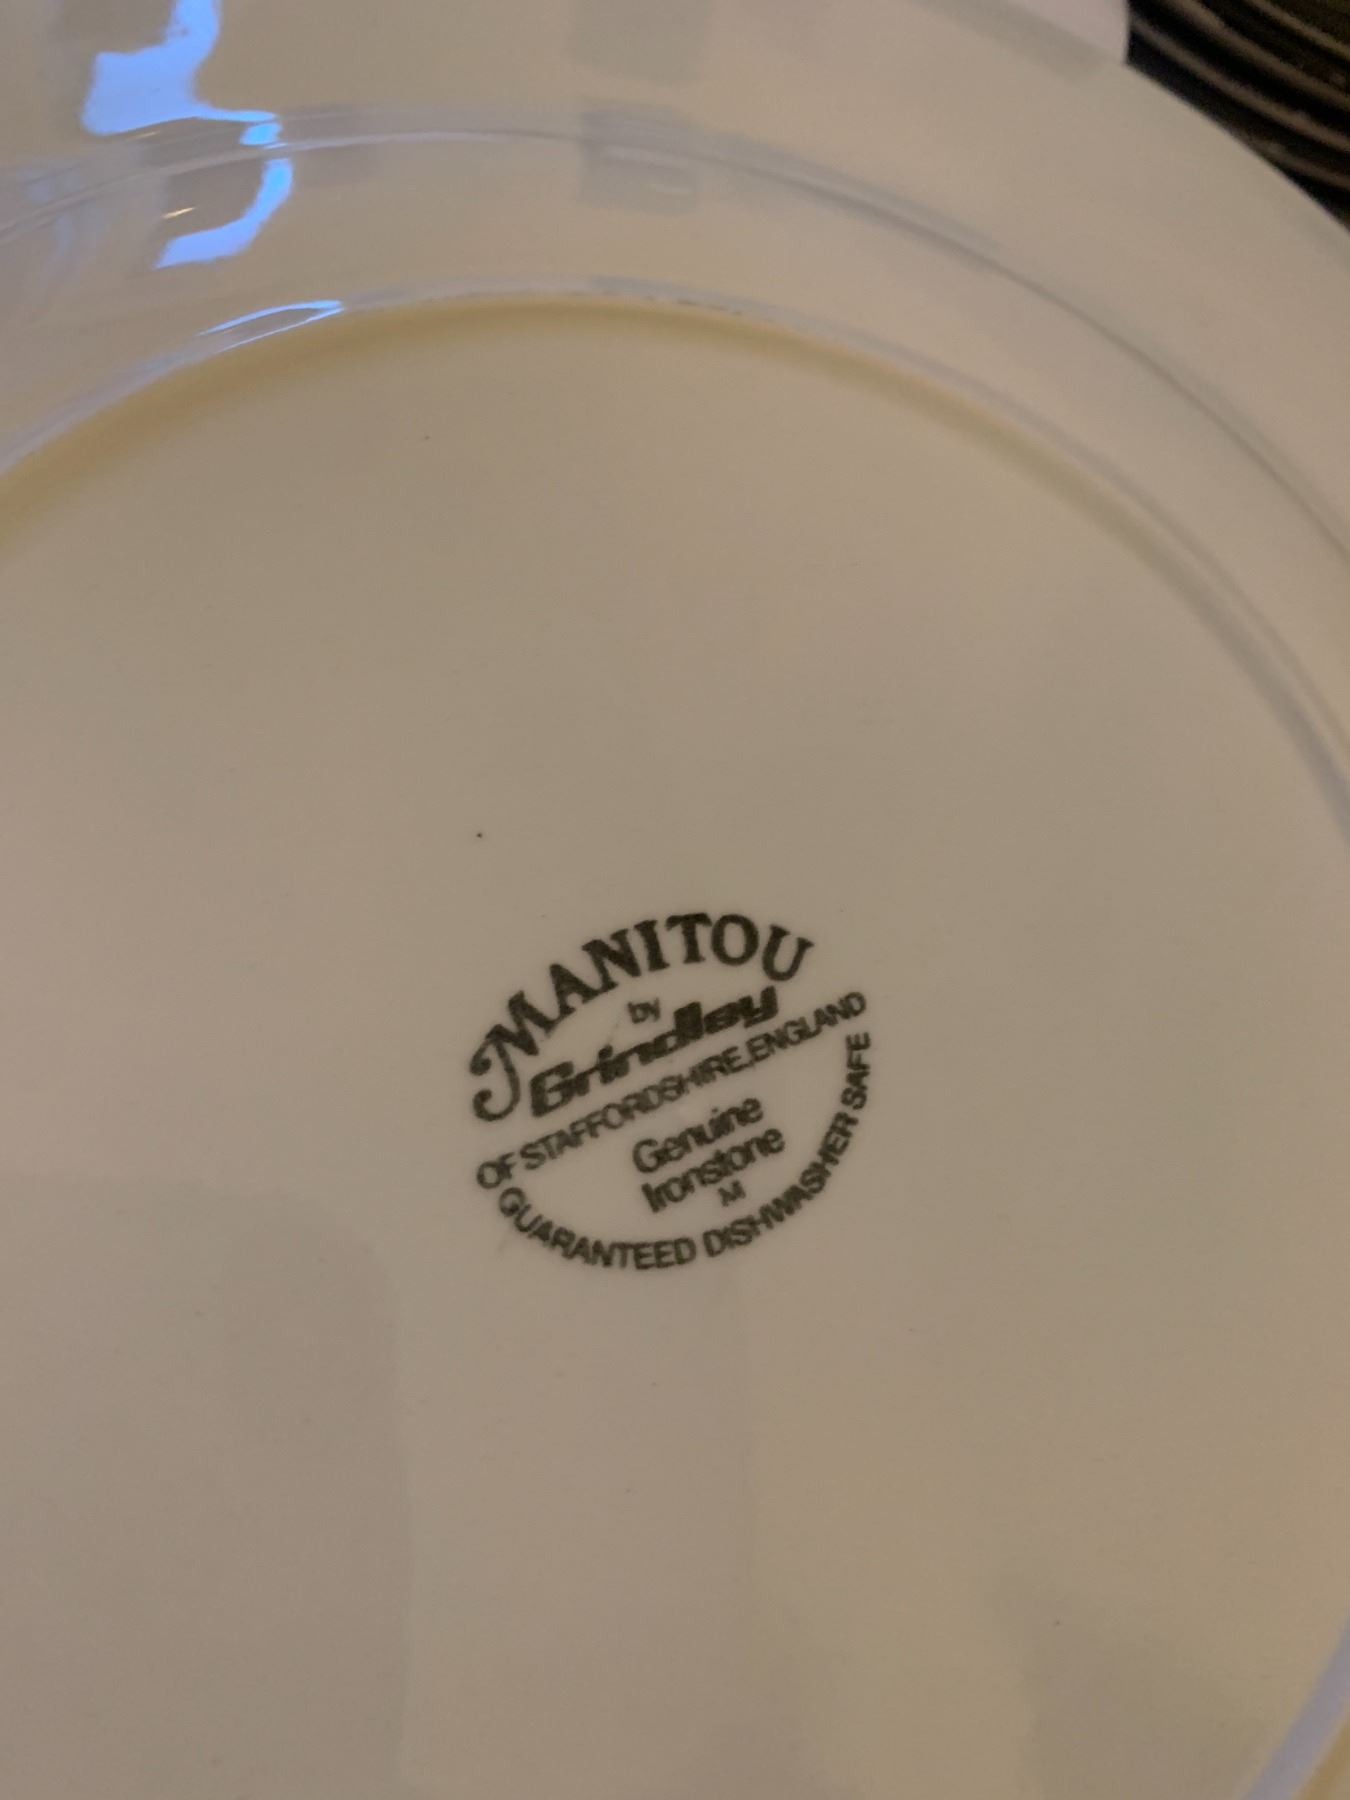 MANITOU
by
Grindley
OF STAFFORDSHIRE, ENGLAND
Genuine
Ironstone
M
GUARANTEED DISHWASHER SAFE